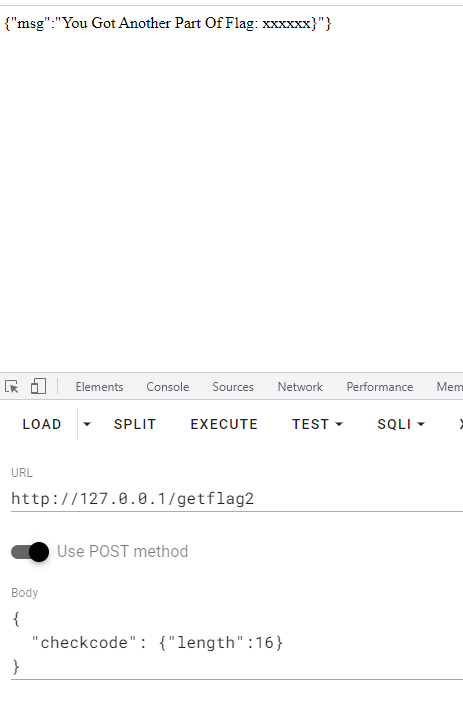 {"msg":"You Got Another Part Of Flag: xxxxxx}"}
Elements Console Sources Network Performance Mem
LOAD SPLIT EXECUTE TEST SQLI
URL
http://127.0.0.1/getflag2
Use POST method
Body
{
"checkcode": {"length":16}
}